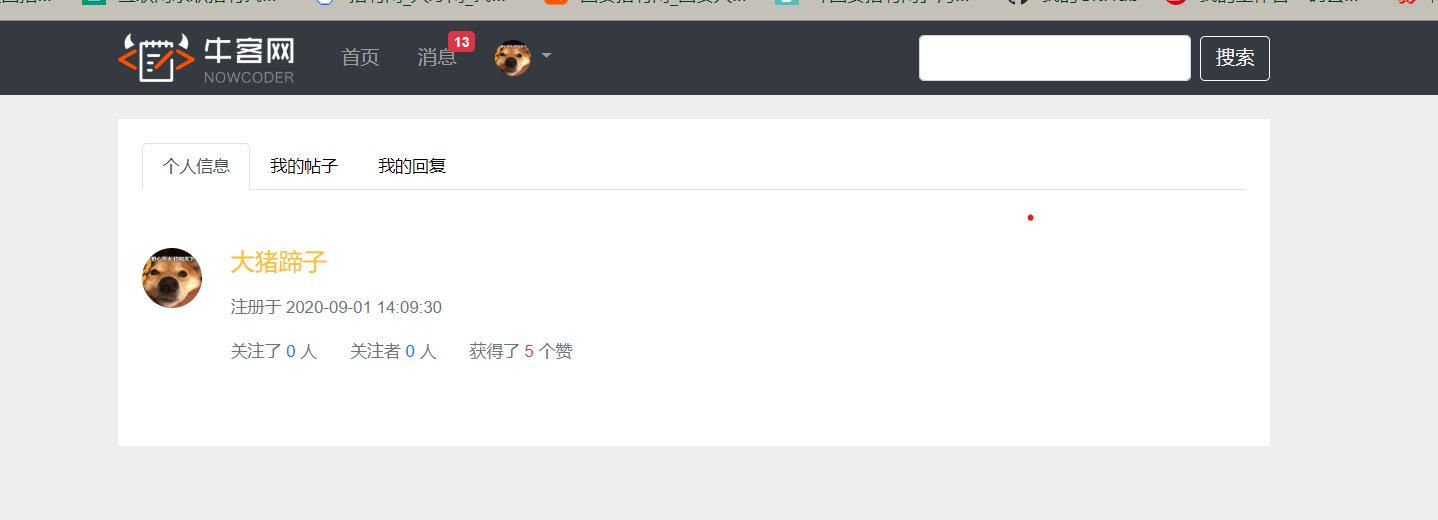 牛客网
NOWCODER
首页
消息
13
搜索
个人信息
我的帖子
我的回复
大猪蹄子
注册于 2020-09-01 14:09:30
关注了 0 人
关注者 0 人
获得了 5 个赞